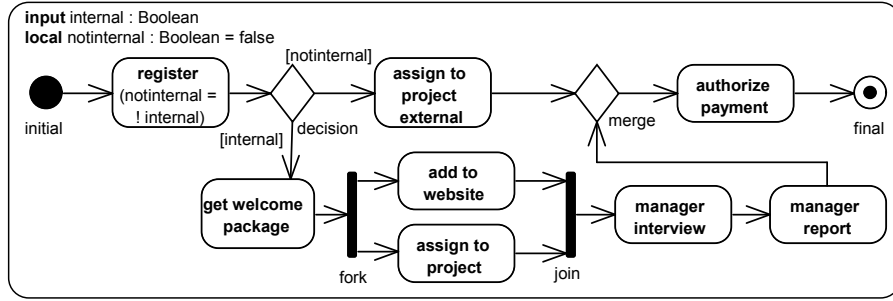 input internal : Boolean
local notinternal : Boolean = false
[notinternal]
register
(notinternal =
! internal)
assign to
project
external
authorize
payment
initial
[internal]
decision
merge
final
get welcome
package
add to
website
manager
interview
manager
report
assign to
project
fork
join